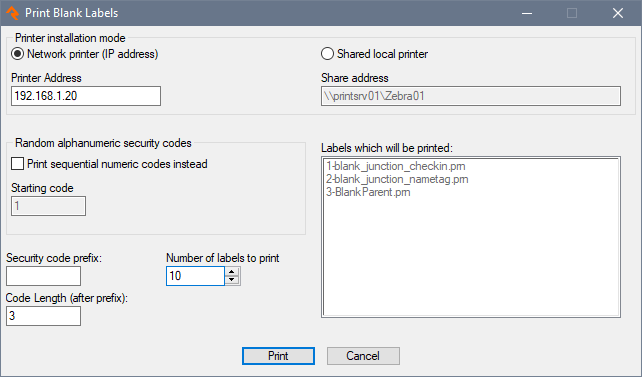 Print Blank Labels
Printer installation mode
Network printer (IP address)
Shared local printer
Printer Address
Share address
192.168.1.20
\\printsrv01\Zebra01
Random alphanumeric security codes
Print sequential numeric codes instead
Starting code
1
Labels which will be printed:
1-blank_junction_checkin.prn
2-blank_junction_nametag.prn
3-BlankParent.prn
Security code prefix:
Number of labels to print
10
Code Length (after prefix):
3
Print
Cancel